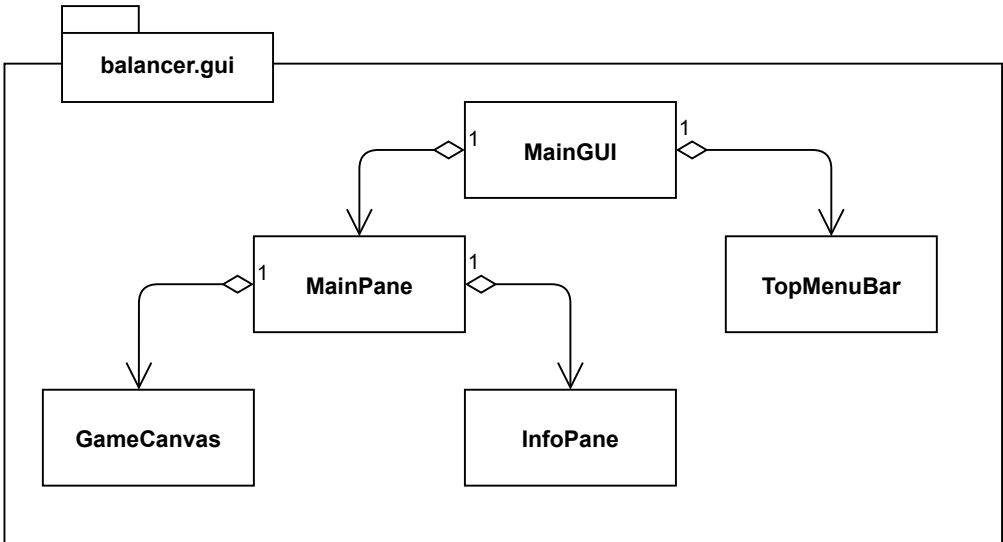 balancer.gui
MainGUI
1
1
MainPane
1
1
TopMenuBar
GameCanvas
InfoPane